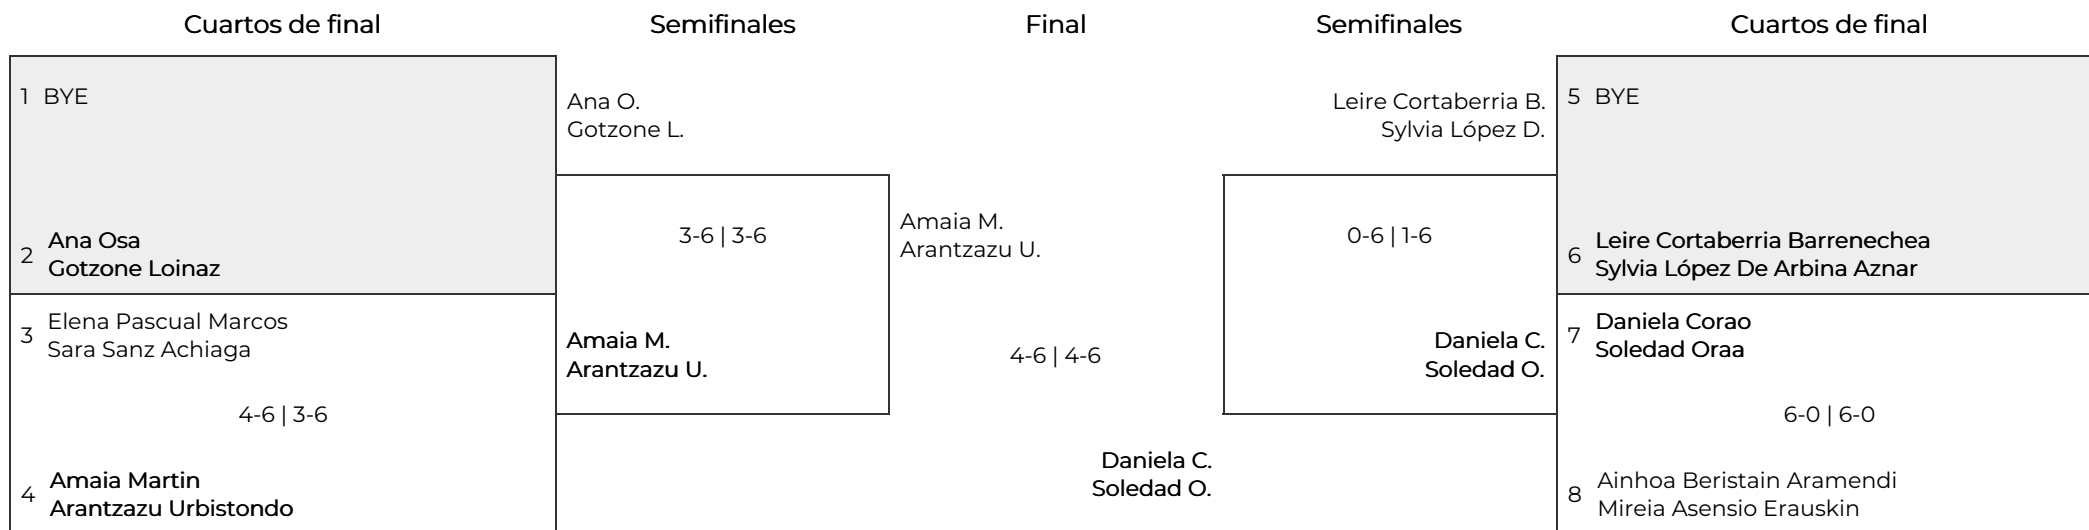 Cuartos de final
Semifinales
Final
Semifinales
Cuartos de final
1 BYE
2 Ana Osa
Gotzone Loinaz
3 Elena Pascual Marcos
Sara Sanz Achiaga
4-6 | 3-6
4 Amaia Martin
Arantzazu Urbistondo
Ana O.
Gotzone L.
3-6 | 3-6
Amaia M.
Arantzazu U.
Amaia M.
Arantzazu U.
4-6 | 4-6
Daniela C.
Soledad O.
Leire Cortaberria B.
Sylvia López D.
0-6 | 1-6
Daniela C.
Soledad O.
5 BYE
6 Leire Cortaberria Barrenechea
Sylvia López De Arbina Aznar
7 Daniela Corao
Soledad Oraa
6-0 | 6-0
8 Ainhoa Beristain Aramendi
Mireia Asensio Erauskin